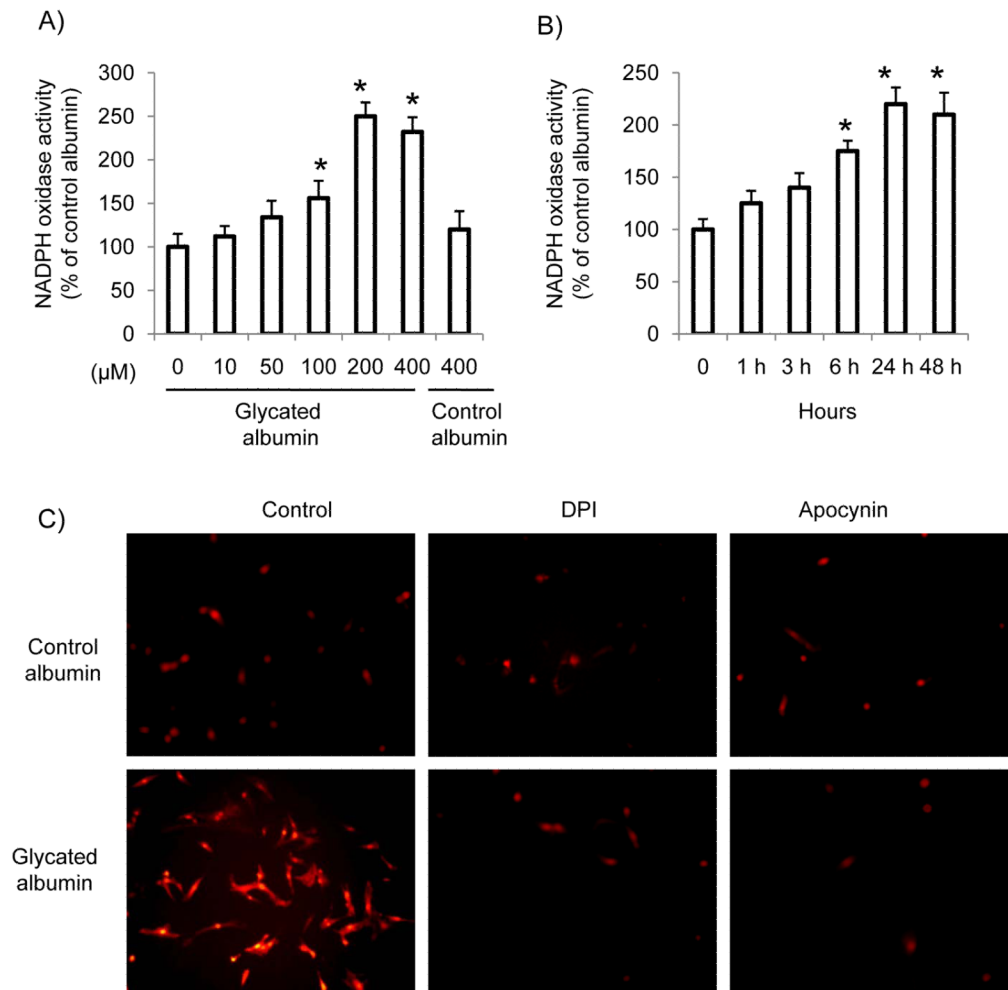 A)
NADPH oxidase activity
(% of control albumin)
300
250
200
150
100
50
0
*
*
*
(µM)
0 10 50 100 200 400 400
Glycated
albumin
Control
albumin
B)
NADPH oxidase activity
(% of control albumin)
250
200
150
100
50
0
*
*
*
0 1 h 3 h 6 h 24 h 48 h
Hours
C)
Control DPI Apocynin
Control
albumin
Glycated
albumin